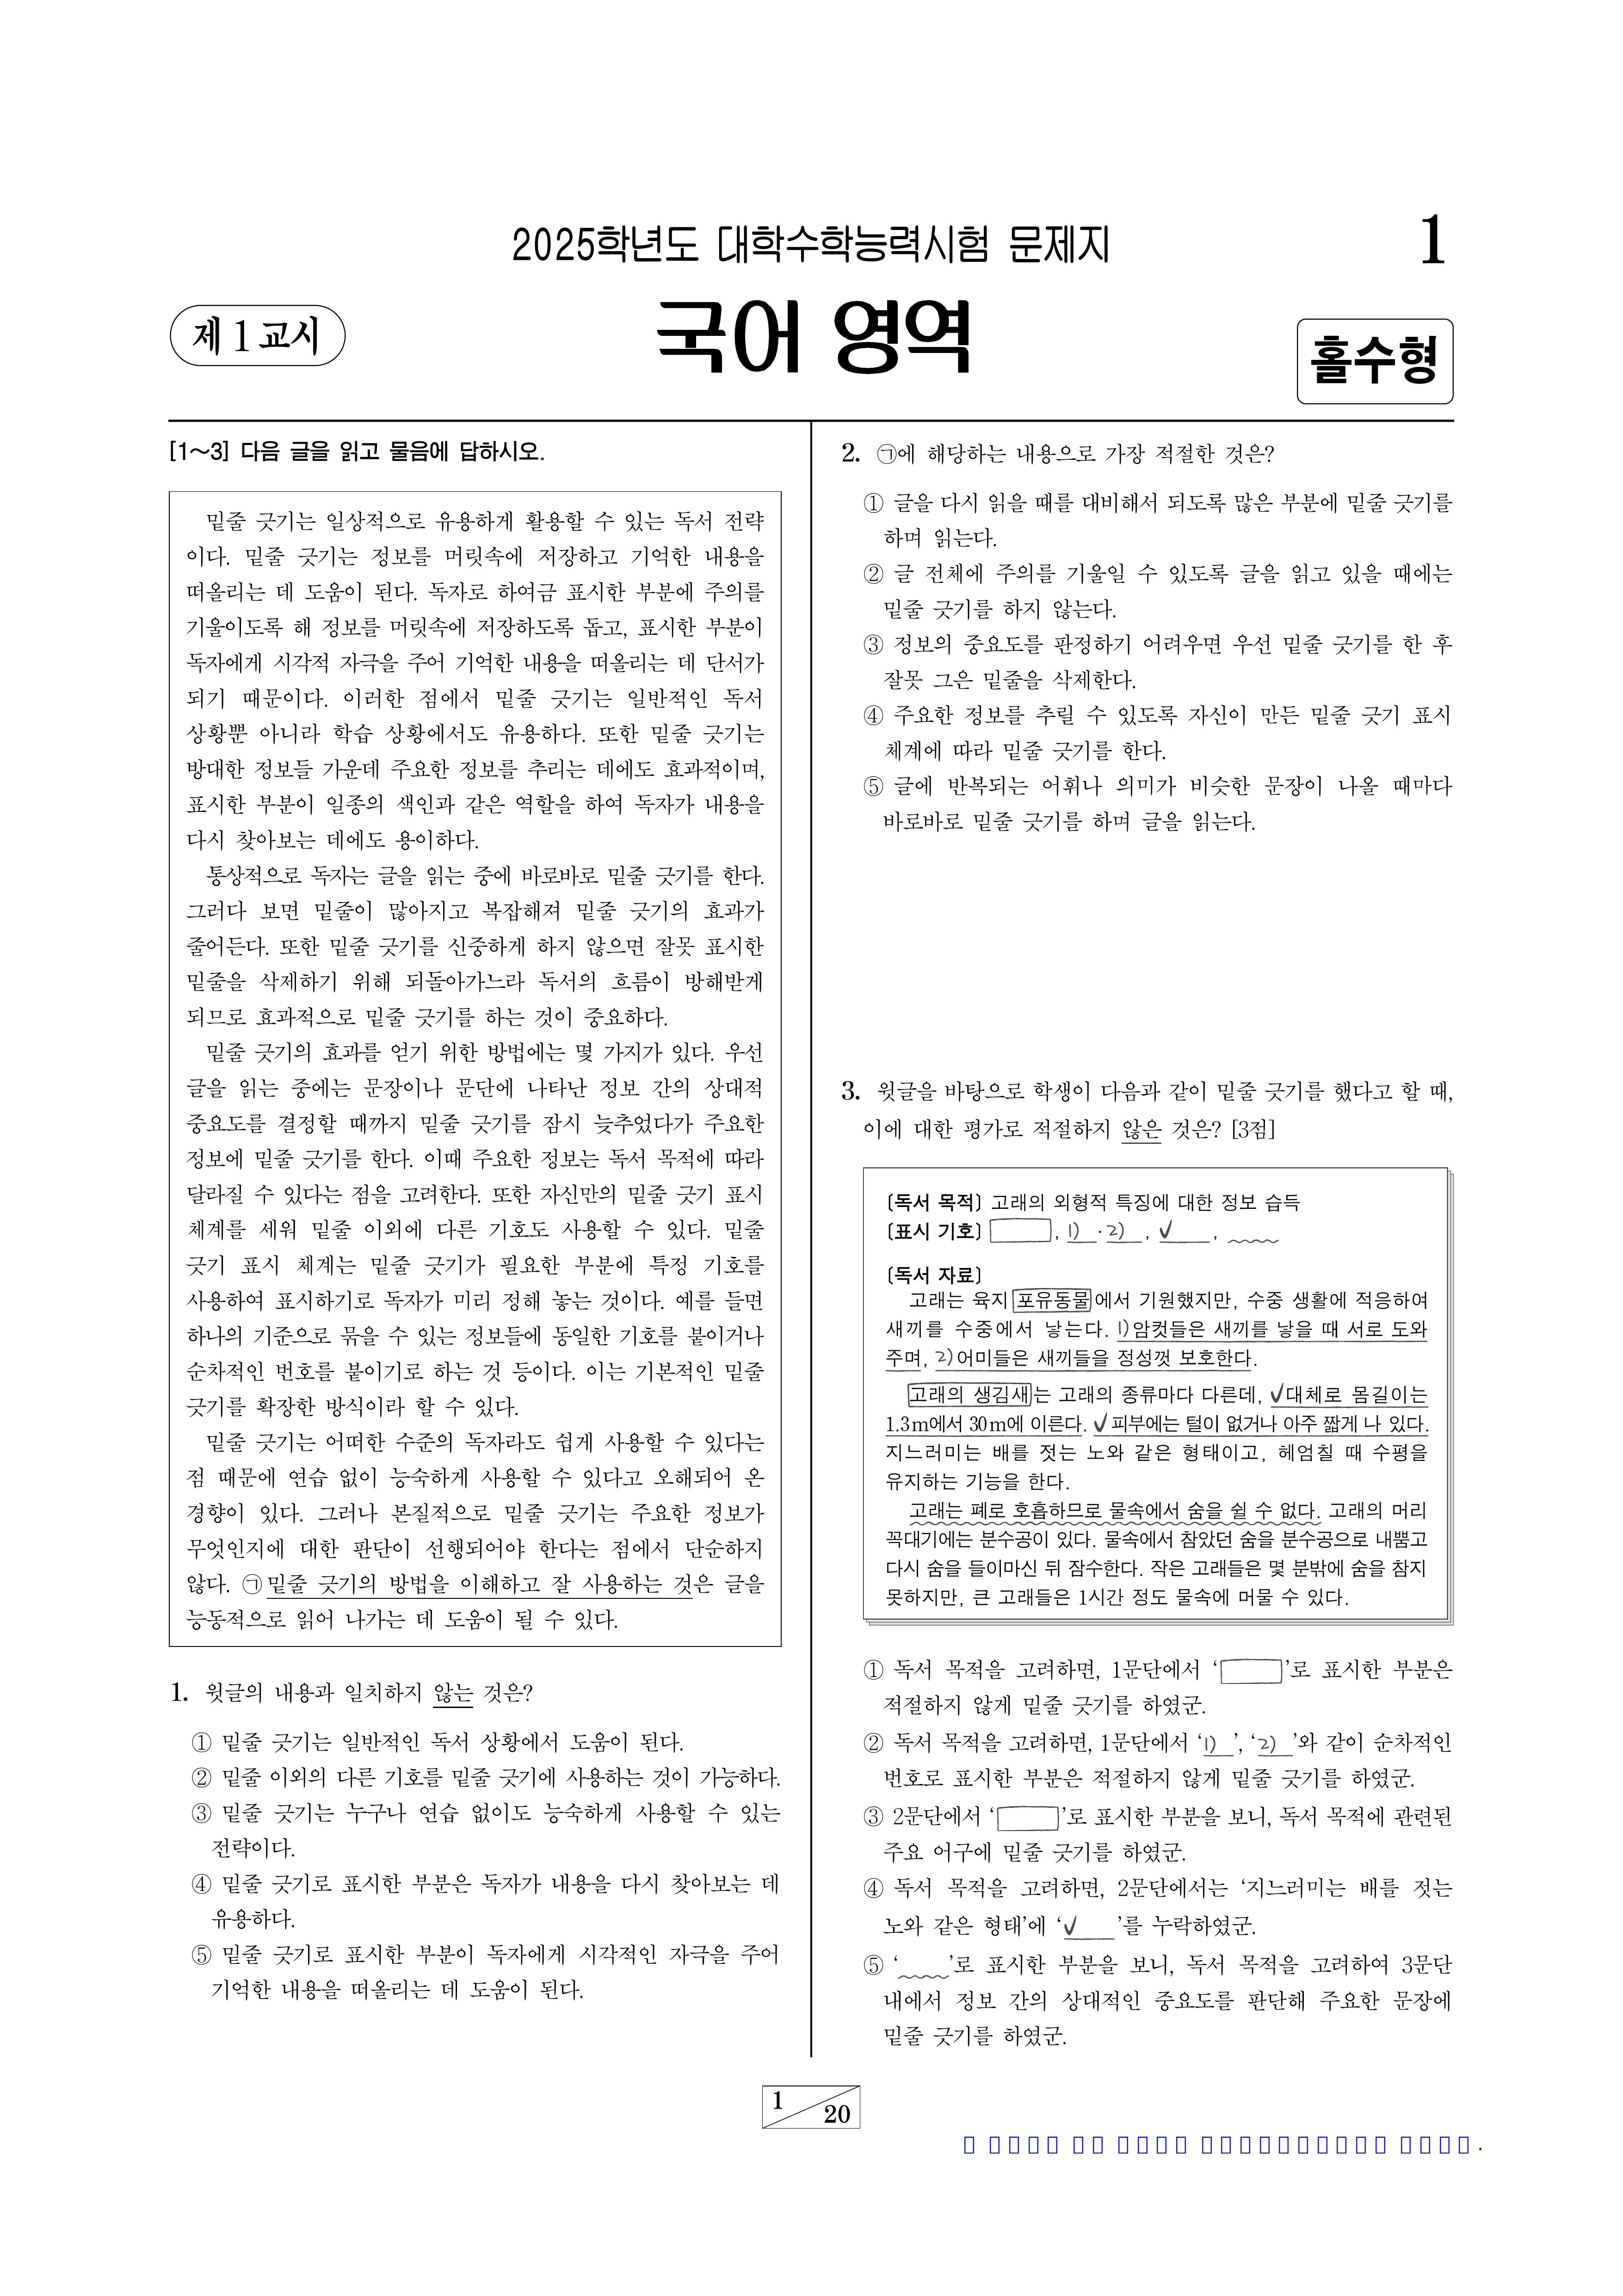 2025학년도 대학수학능력시험 문제지
1
제 1 교시
국어 영역
홀수형
[1~3] 다음 글을 읽고 물음에 답하시오.
밑줄 긋기는 일상적으로 유용하게 활용할 수 있는 독서 전략
이다. 밑줄 긋기는 정보를 머릿속에 저장하고 기억한 내용을
떠올리는 데 도움이 된다. 독자로 하여금 표시한 부분에 주의를
기울이도록 해 정보를 머릿속에 저장하도록 돕고, 표시한 부분이
독자에게 시각적 자극을 주어 기억한 내용을 떠올리는 데 단서가
되기 때문이다. 이러한 점에서 밑줄 긋기는 일반적인 독서
상황뿐 아니라 학습 상황에서도 유용하다. 또한 밑줄 긋기는
방대한 정보들 가운데 주요한 정보를 추리는 데에도 효과적이며,
표시한 부분이 일종의 색인과 같은 역할을 하여 독자가 내용을
다시 찾아보는 데에도 용이하다.
통상적으로 독자는 글을 읽는 중에 바로바로 밑줄 긋기를 한다.
그러다 보면 밑줄이 많아지고 복잡해져 밑줄 긋기의 효과가
줄어든다. 또한 밑줄 긋기를 신중하게 하지 않으면 잘못 표시한
밑줄을 삭제하기 위해 되돌아가느라 독서의 흐름이 방해받게
되므로 효과적으로 밑줄 긋기를 하는 것이 중요하다.
밑줄 긋기의 효과를 얻기 위한 방법에는 몇 가지가 있다. 우선
글을 읽는 중에는 문장이나 문단에 나타난 정보 간의 상대적
중요도를 결정할 때까지 밑줄 긋기를 잠시 늦추었다가 주요한
정보에 밑줄 긋기를 한다. 이때 주요한 정보는 독서 목적에 따라
달라질 수 있다는 점을 고려한다. 또한 자신만의 밑줄 긋기 표시
체계를 세워 밑줄 이외에 다른 기호도 사용할 수 있다. 밑줄
긋기 표시 체계는 밑줄 긋기가 필요한 부분에 특정 기호를
사용하여 표시하기로 독자가 미리 정해 놓는 것이다. 예를 들면
하나의 기준으로 묶을 수 있는 정보들에 동일한 기호를 붙이거나
순차적인 번호를 붙이기로 하는 것 등이다. 이는 기본적인 밑줄
긋기를 확장한 방식이라 할 수 있다.
밑줄 긋기는 어떠한 수준의 독자라도 쉽게 사용할 수 있다는
점 때문에 연습 없이 능숙하게 사용할 수 있다고 오해되어 온
경향이 있다. 그러나 본질적으로 밑줄 긋기는 주요한 정보가
무엇인지에 대한 판단이 선행되어야 한다는 점에서 단순하지
않다. ㉠밑줄 긋기의 방법을 이해하고 잘 사용하는 것은 글을
능동적으로 읽어 나가는 데 도움이 될 수 있다.
1. 윗글의 내용과 일치하지 않는 것은?
① 밑줄 긋기는 일반적인 독서 상황에서 도움이 된다.
② 밑줄 이외의 다른 기호를 밑줄 긋기에 사용하는 것이 가능하다.
③ 밑줄 긋기는 누구나 연습 없이도 능숙하게 사용할 수 있는
전략이다.
④ 밑줄 긋기로 표시한 부분은 독자가 내용을 다시 찾아보는 데
유용하다.
⑤ 밑줄 긋기로 표시한 부분이 독자에게 시각적인 자극을 주어
기억한 내용을 떠올리는 데 도움이 된다.
2. ㉠에 해당하는 내용으로 가장 적절한 것은?
① 글을 다시 읽을 때를 대비해서 되도록 많은 부분에 밑줄 긋기를
하며 읽는다.
② 글 전체에 주의를 기울일 수 있도록 글을 읽고 있을 때에는
밑줄 긋기를 하지 않는다.
③ 정보의 중요도를 판정하기 어려우면 우선 밑줄 긋기를 한 후
잘못 그은 밑줄을 삭제한다.
④ 주요한 정보를 추릴 수 있도록 자신이 만든 밑줄 긋기 표시
체계에 따라 밑줄 긋기를 한다.
⑤ 글에 반복되는 어휘나 의미가 비슷한 문장이 나올 때마다
바로바로 밑줄 긋기를 하며 글을 읽는다.
3. 윗글을 바탕으로 학생이 다음과 같이 밑줄 긋기를 했다고 할 때,
이에 대한 평가로 적절하지 않은 것은? [3점]
[독서 목적] 고래의 외형적 특징에 대한 정보 습득
[표시 기호] , 1) · 2) , ✓ ,
[독서 자료]
고래는 육지 포유동물에서 기원했지만, 수중 생활에 적응하여
새끼를 수중에서 낳는다. 1)암컷들은 새끼를 낳을 때 서로 도와
주며, 2)어미들은 새끼들을 정성껏 보호한다.
고래의 생김새는 고래의 종류마다 다른데, ✓대체로 몸길이는
1.3m에서 30m에 이른다. ✓피부에는 털이 없거나 아주 짧게 나 있다.
지느러미는 배를 젓는 노와 같은 형태이고, 헤엄칠 때 수평을
유지하는 기능을 한다.
고래는 폐로 호흡하므로 물속에서 숨을 쉴 수 없다. 고래의 머리
꼭대기에는 분수공이 있다. 물속에서 참았던 숨을 분수공으로 내뿜고
다시 숨을 들이마신 뒤 잠수한다. 작은 고래들은 몇 분밖에 숨을 참지
못하지만, 큰 고래들은 1시간 정도 물속에 머물 수 있다.
① 독서 목적을 고려하면, 1문단에서 ‘ ’로 표시한 부분은
적절하지 않게 밑줄 긋기를 하였군.
② 독서 목적을 고려하면, 1문단에서 ‘1) ’, ‘2) ’와 같이 순차적인
번호로 표시한 부분은 적절하지 않게 밑줄 긋기를 하였군.
③ 2문단에서 ‘ ’로 표시한 부분을 보니, 독서 목적에 관련된
주요 어구에 밑줄 긋기를 하였군.
④ 독서 목적을 고려하면, 2문단에서는 ‘지느러미는 배를 젓는
노와 같은 형태’에 ‘✓ ’를 누락하였군.
⑤ ‘ ’로 표시한 부분을 보니, 독서 목적을 고려하여 3문단
내에서 정보 간의 상대적인 중요도를 판단해 주요한 문장에
밑줄 긋기를 하였군.
1
20